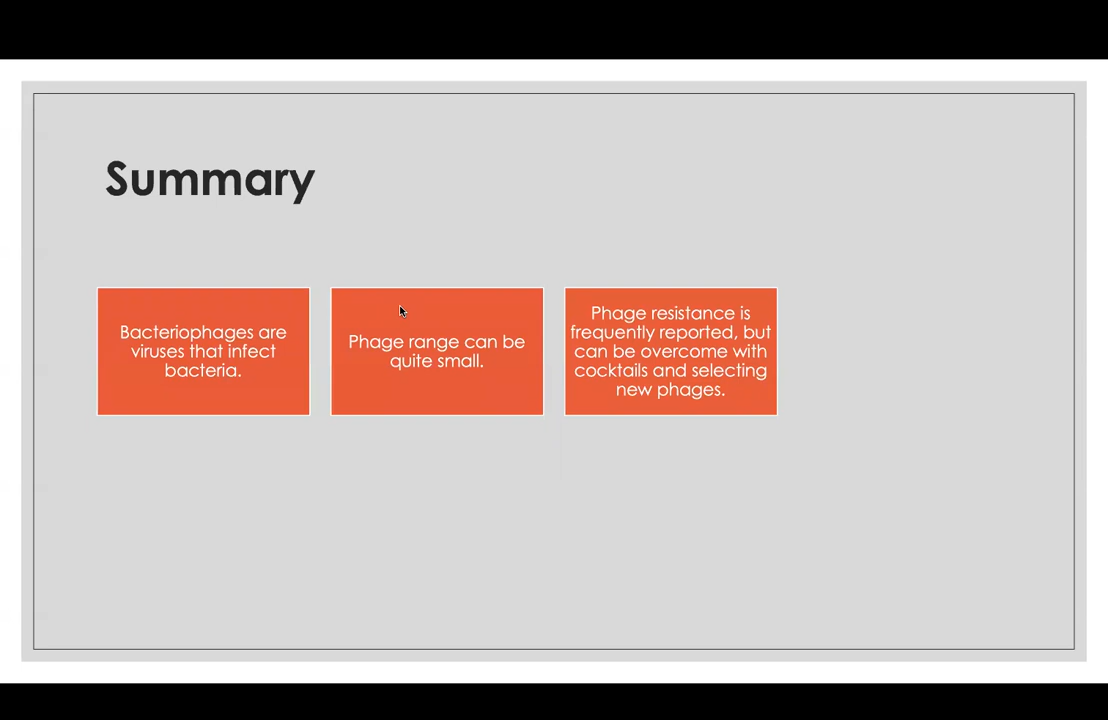 Summary
Bacteriophages are
viruses that infect
bacteria.
Phage range can be
quite small.
Phage resistance is
frequently reported, but
can be overcome with
cocktails and selecting
new phages.